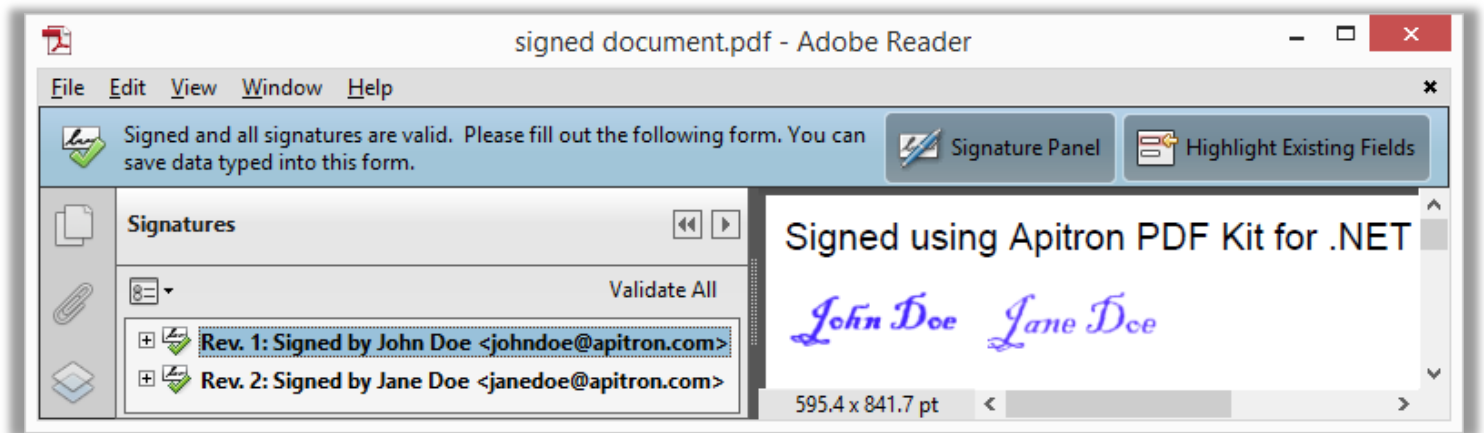 signed document.pdf - Adobe Reader
File Edit View Window Help
Signed and all signatures are valid. Please fill out the following form. You can
save data typed into this form.
Signature Panel
Highlight Existing Fields
Signatures
Validate All
Rev. 1: Signed by John Doe <johndoe@apitron.com>
Rev. 2: Signed by Jane Doe <janedoe@apitron.com>
Signed using Apitron PDF Kit for .NET
John Doe Jane Doe
595.4 x 841.7 pt